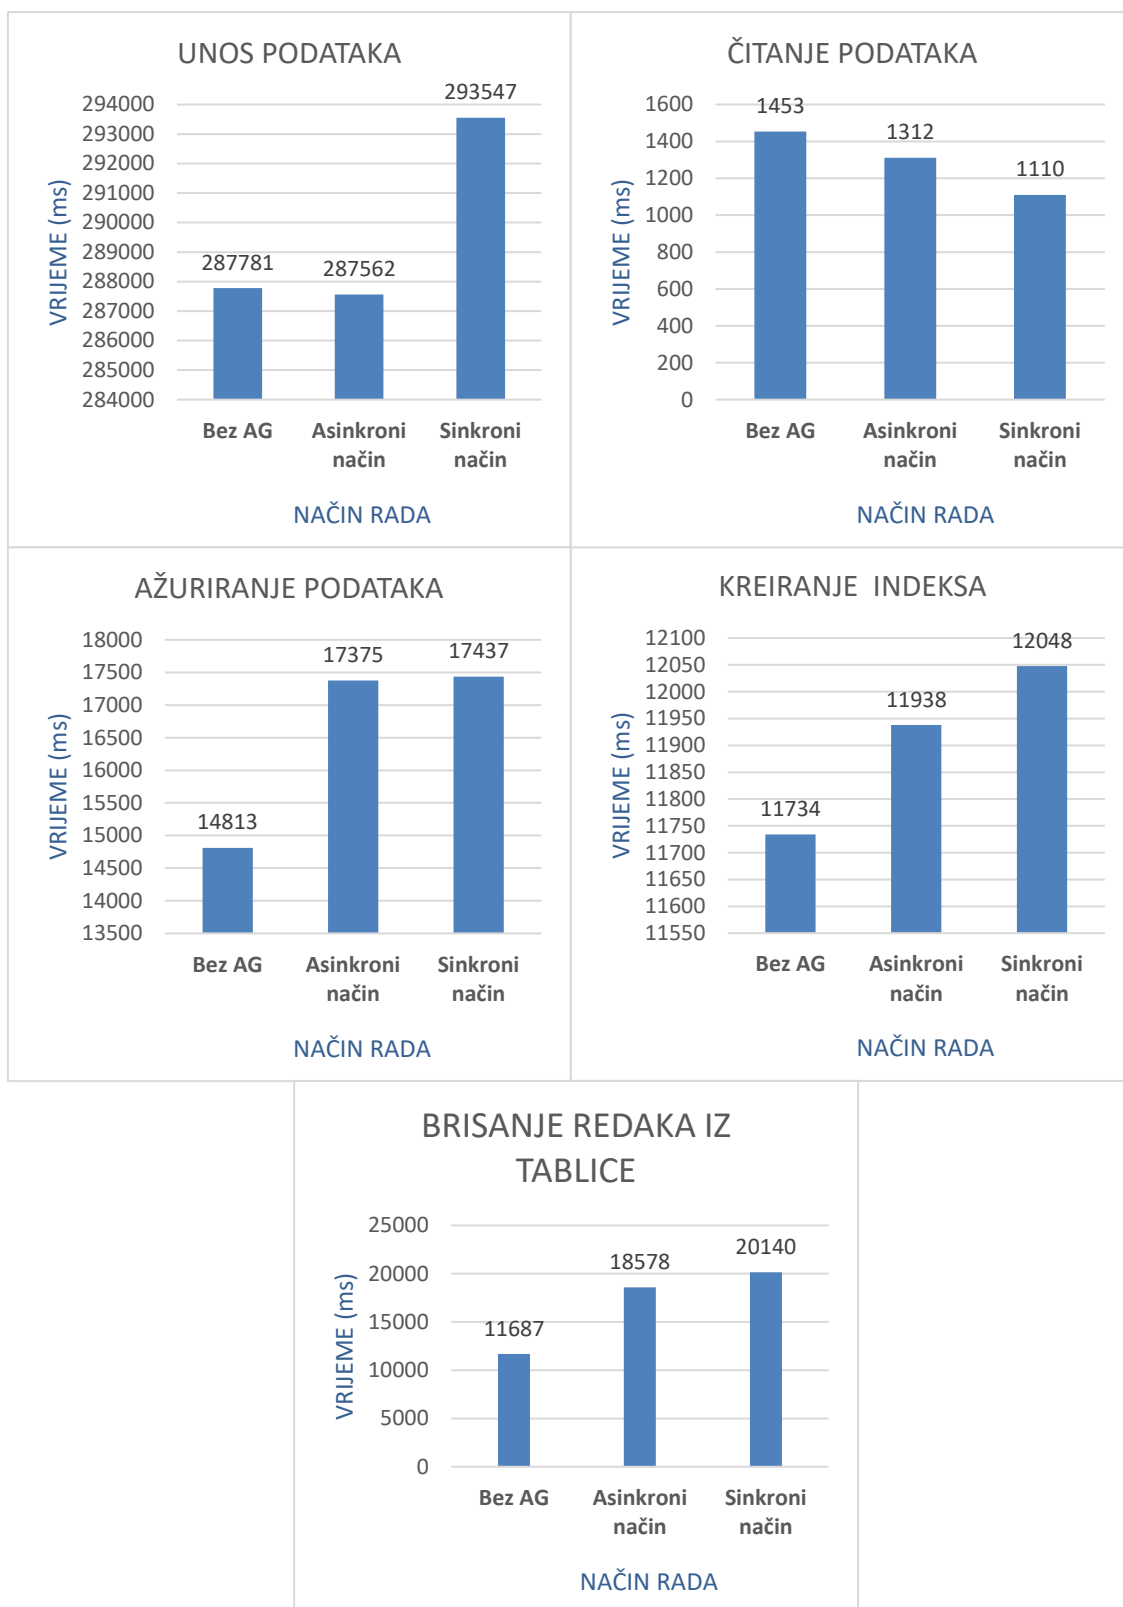 UNOS PODATAKA
VRIJEME (ms)
294000
293000
292000
291000
290000
289000
288000
287000
286000
285000
284000
287781
287562
293547
Bez AG
Asinkroni
način
Sinkroni
način
NAČIN RADA
ČITANJE PODATAKA
VRIJEME (ms)
1600
1400
1200
1000
800
600
400
200
0
1453
1312
1110
Bez AG
Asinkroni
način
Sinkroni
način
NAČIN RADA
AŽURIRANJE PODATAKA
VRIJEME (ms)
18000
17500
17000
16500
16000
15500
15000
14500
14000
13500
14813
17375
17437
Bez AG
Asinkroni
način
Sinkroni
način
NAČIN RADA
KREIRANJE  INDEKSA
VRIJEME (ms)
12100
12050
12000
11950
11900
11850
11800
11750
11700
11650
11600
11550
11734
11938
12048
Bez AG
Asinkroni
način
Sinkroni
način
NAČIN RADA
BRISANJE REDAKA IZ
TABLICE
VRIJEME (ms)
25000
20000
15000
10000
5000
0
11687
18578
20140
Bez AG
Asinkroni
način
Sinkroni
način
NAČIN RADA